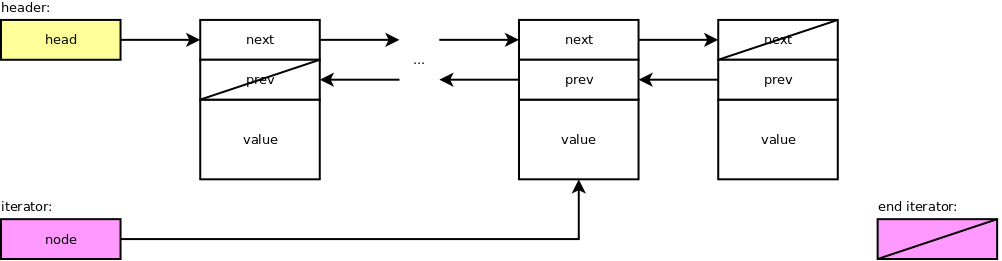 header:
head
next
next
next
...
prev
prev
prev
value
value
value
iterator:
end iterator:
node